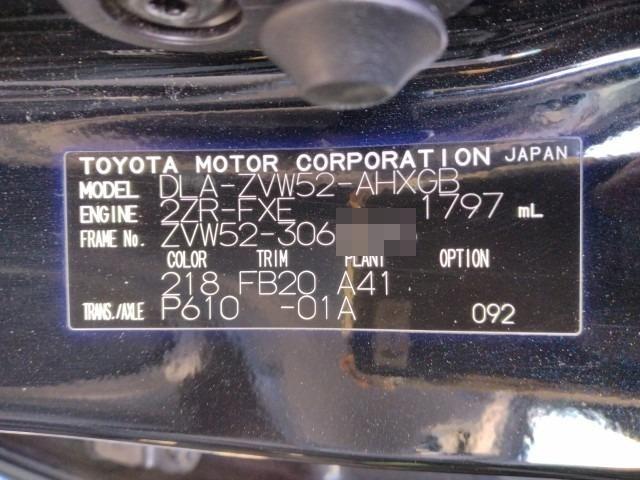 TOYOTA MOTOR CORPORATION JAPAN
MODEL DLA-ZVW52-AHXGB
ENGINE 2ZR-FXE 1797 mL
FRAME No. ZVW52-306
COLOR TRIM PLANT OPTION
218 FB20 A41
TRANS./AXLE P610 -01A 092